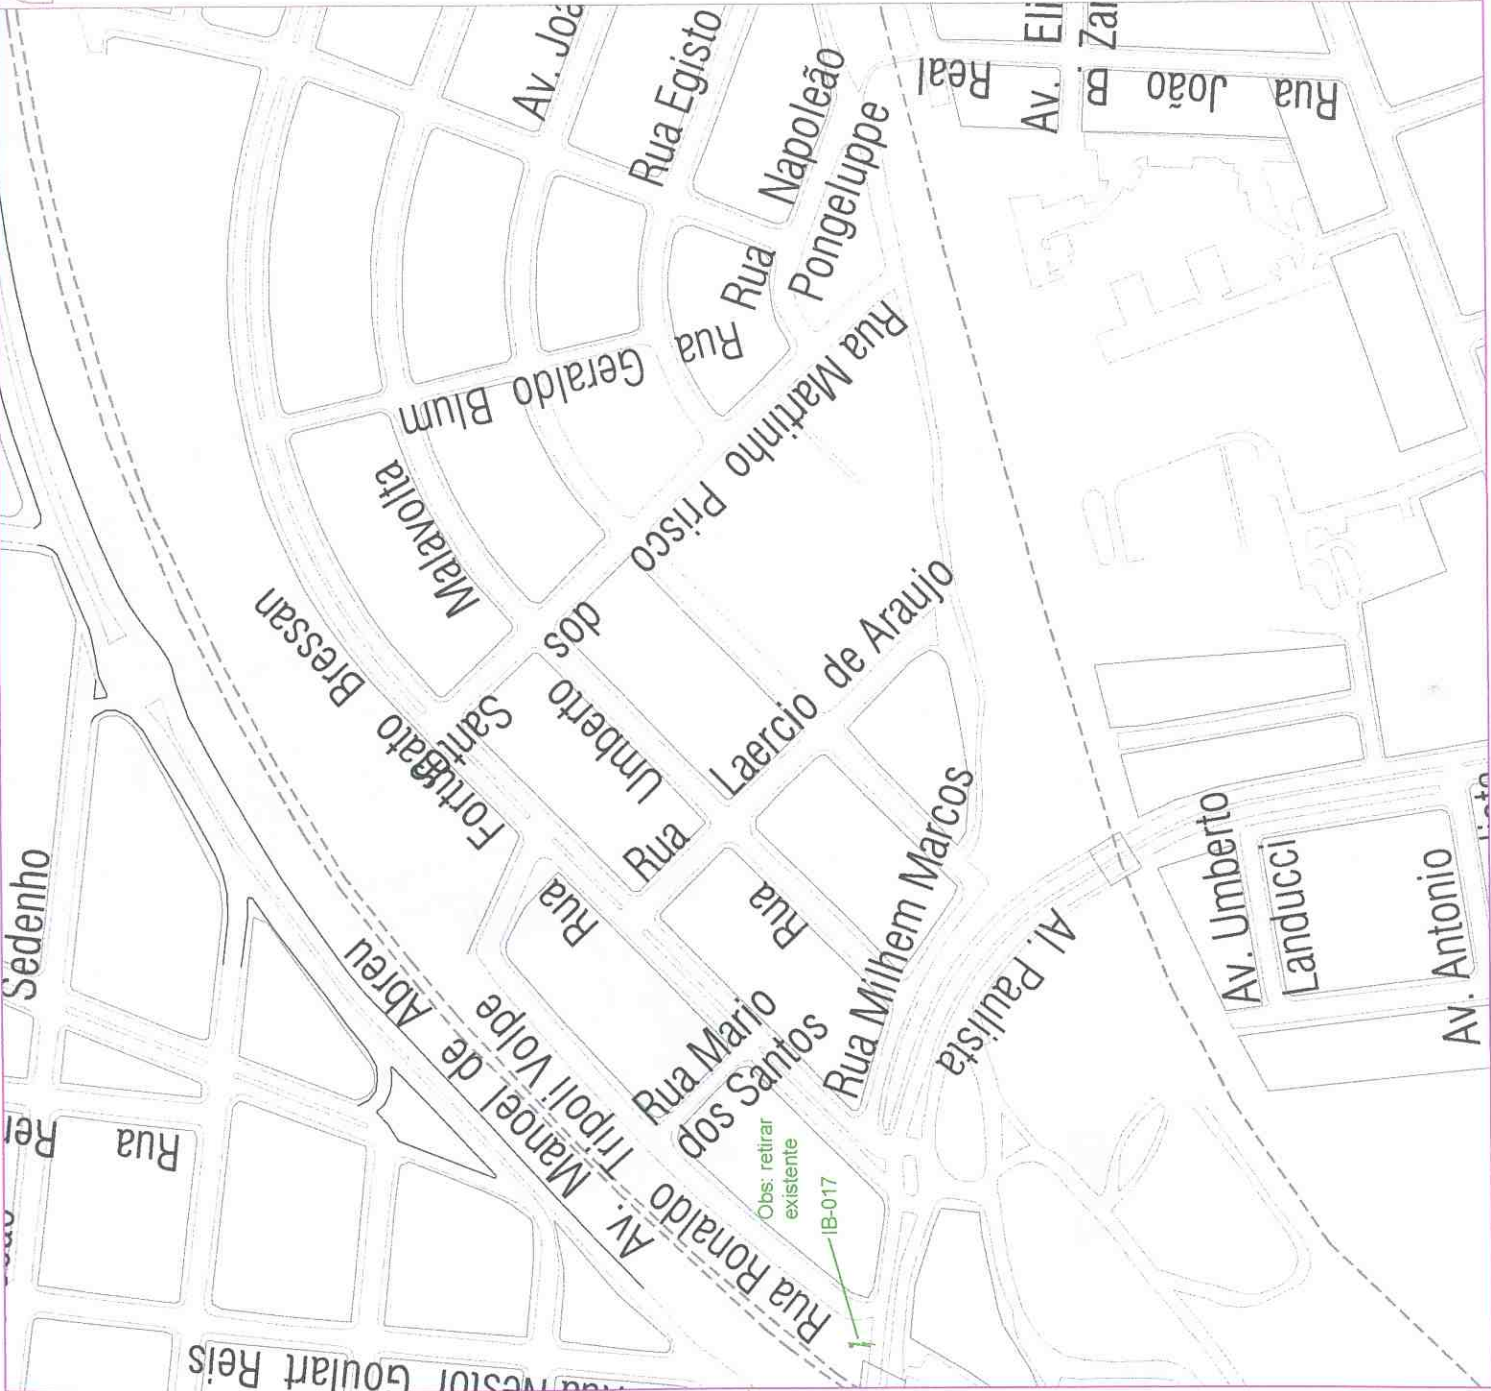 Av. Joã
Rua Egisto
Napoleão
Pongeluppe
Rua
Real
Av. Eli
Zar
Rua João B.
Rua Geraldo Blum
Rua Martinho Prisco
dos
Santos
Malavolta
Fortunato Bressan
Rua
Umberto
Rua
Rua Laercio de Araujo
Rua Milhem Marcos
Al. Paulista
Av. Umberto
Landucci
Av. Antonio
Sedenho
Av. Manoel de Abreu
Rua Ronaldo Tripoli Volpe
Rua Mario
dos Santos
Obs: retirar
existente
IB-017
Rua Rer
Nestor Goulart Reis